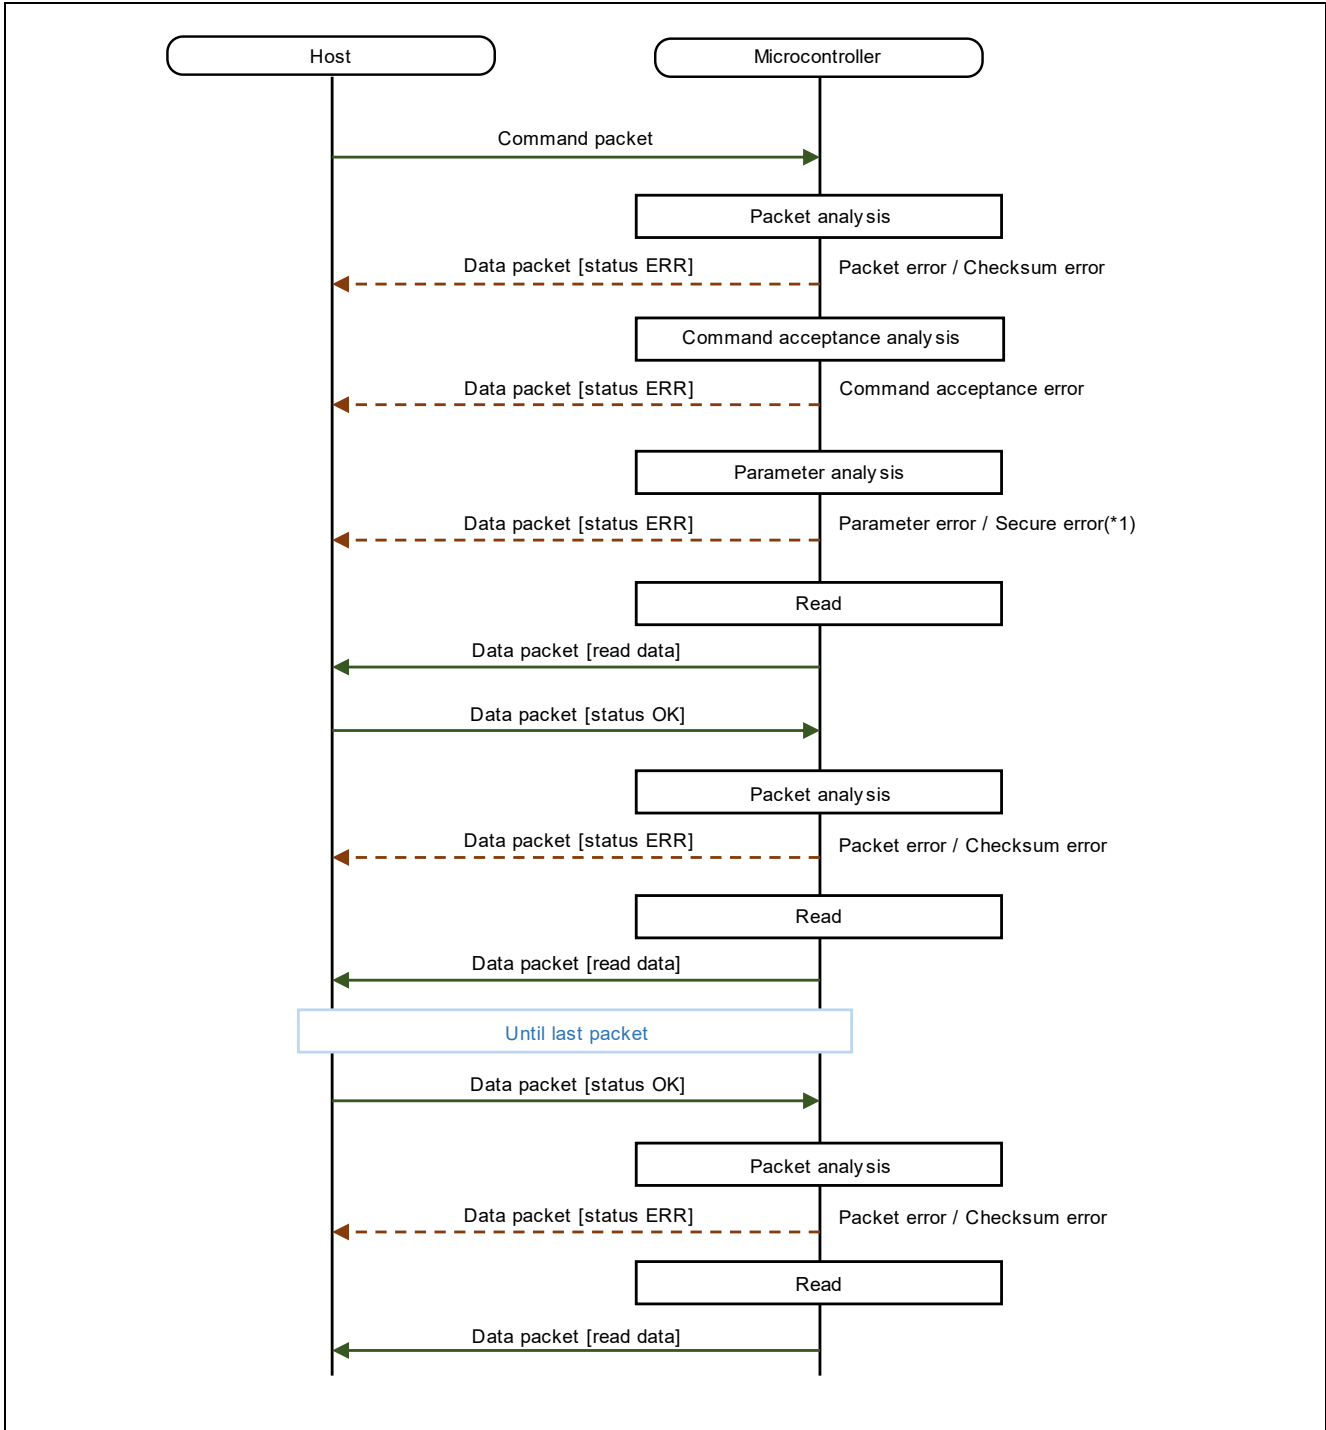 Host
Microcontroller
Command packet
Packet analysis
Data packet [status ERR]
Packet error / Checksum error
Command acceptance analysis
Data packet [status ERR]
Command acceptance error
Parameter analysis
Data packet [status ERR]
Parameter error / Secure error(*1)
Read
Data packet [read data]
Data packet [status OK]
Packet analysis
Data packet [status ERR]
Packet error / Checksum error
Read
Data packet [read data]
Until last packet
Data packet [status OK]
Packet analysis
Data packet [status ERR]
Packet error / Checksum error
Read
Data packet [read data]